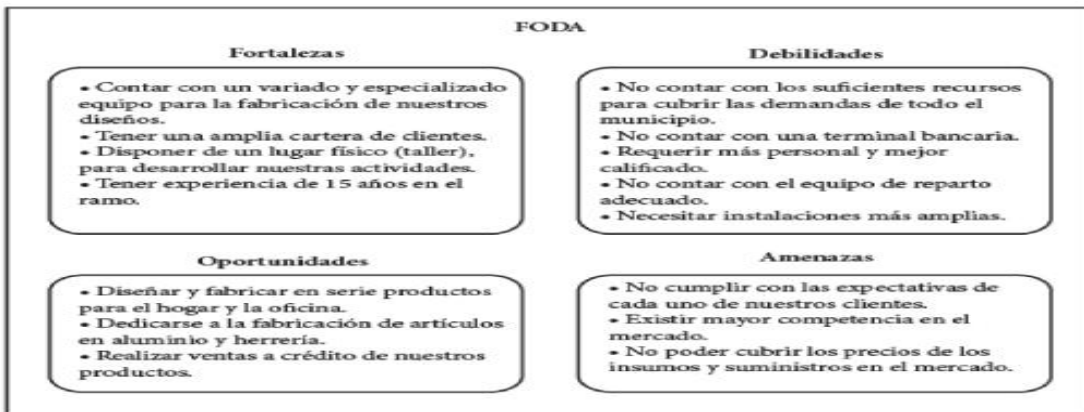 FODA
Fortalezas
• Contar con un variado y especializado
equipo para la fabricación de nuestros
diseños.
• Tener una amplia cartera de clientes.
• Disponer de un lugar físico (taller),
para desarrollar nuestras actividades.
• Tener experiencia de 15 años en el
ramo.
Debilidades
• No contar con los suficientes recursos
para cubrir las demandas de todo el
municipio.
• No contar con una terminal bancaria.
• Requerir más personal y mejor
calificado.
• No contar con el equipo de reparto
adecuado.
• Necesitar instalaciones más amplias.
Oportunidades
• Diseñar y fabricar en serie productos
para el hogar y la oficina.
• Dedicarse a la fabricación de artículos
en aluminio y herrería.
• Realizar ventas a crédito de nuestros
productos.
Amenazas
• No cumplir con las expectativas de
cada uno de nuestros clientes.
• Existir mayor competencia en el
mercado.
• No poder cubrir los precios de los
insumos y suministros en el mercado.